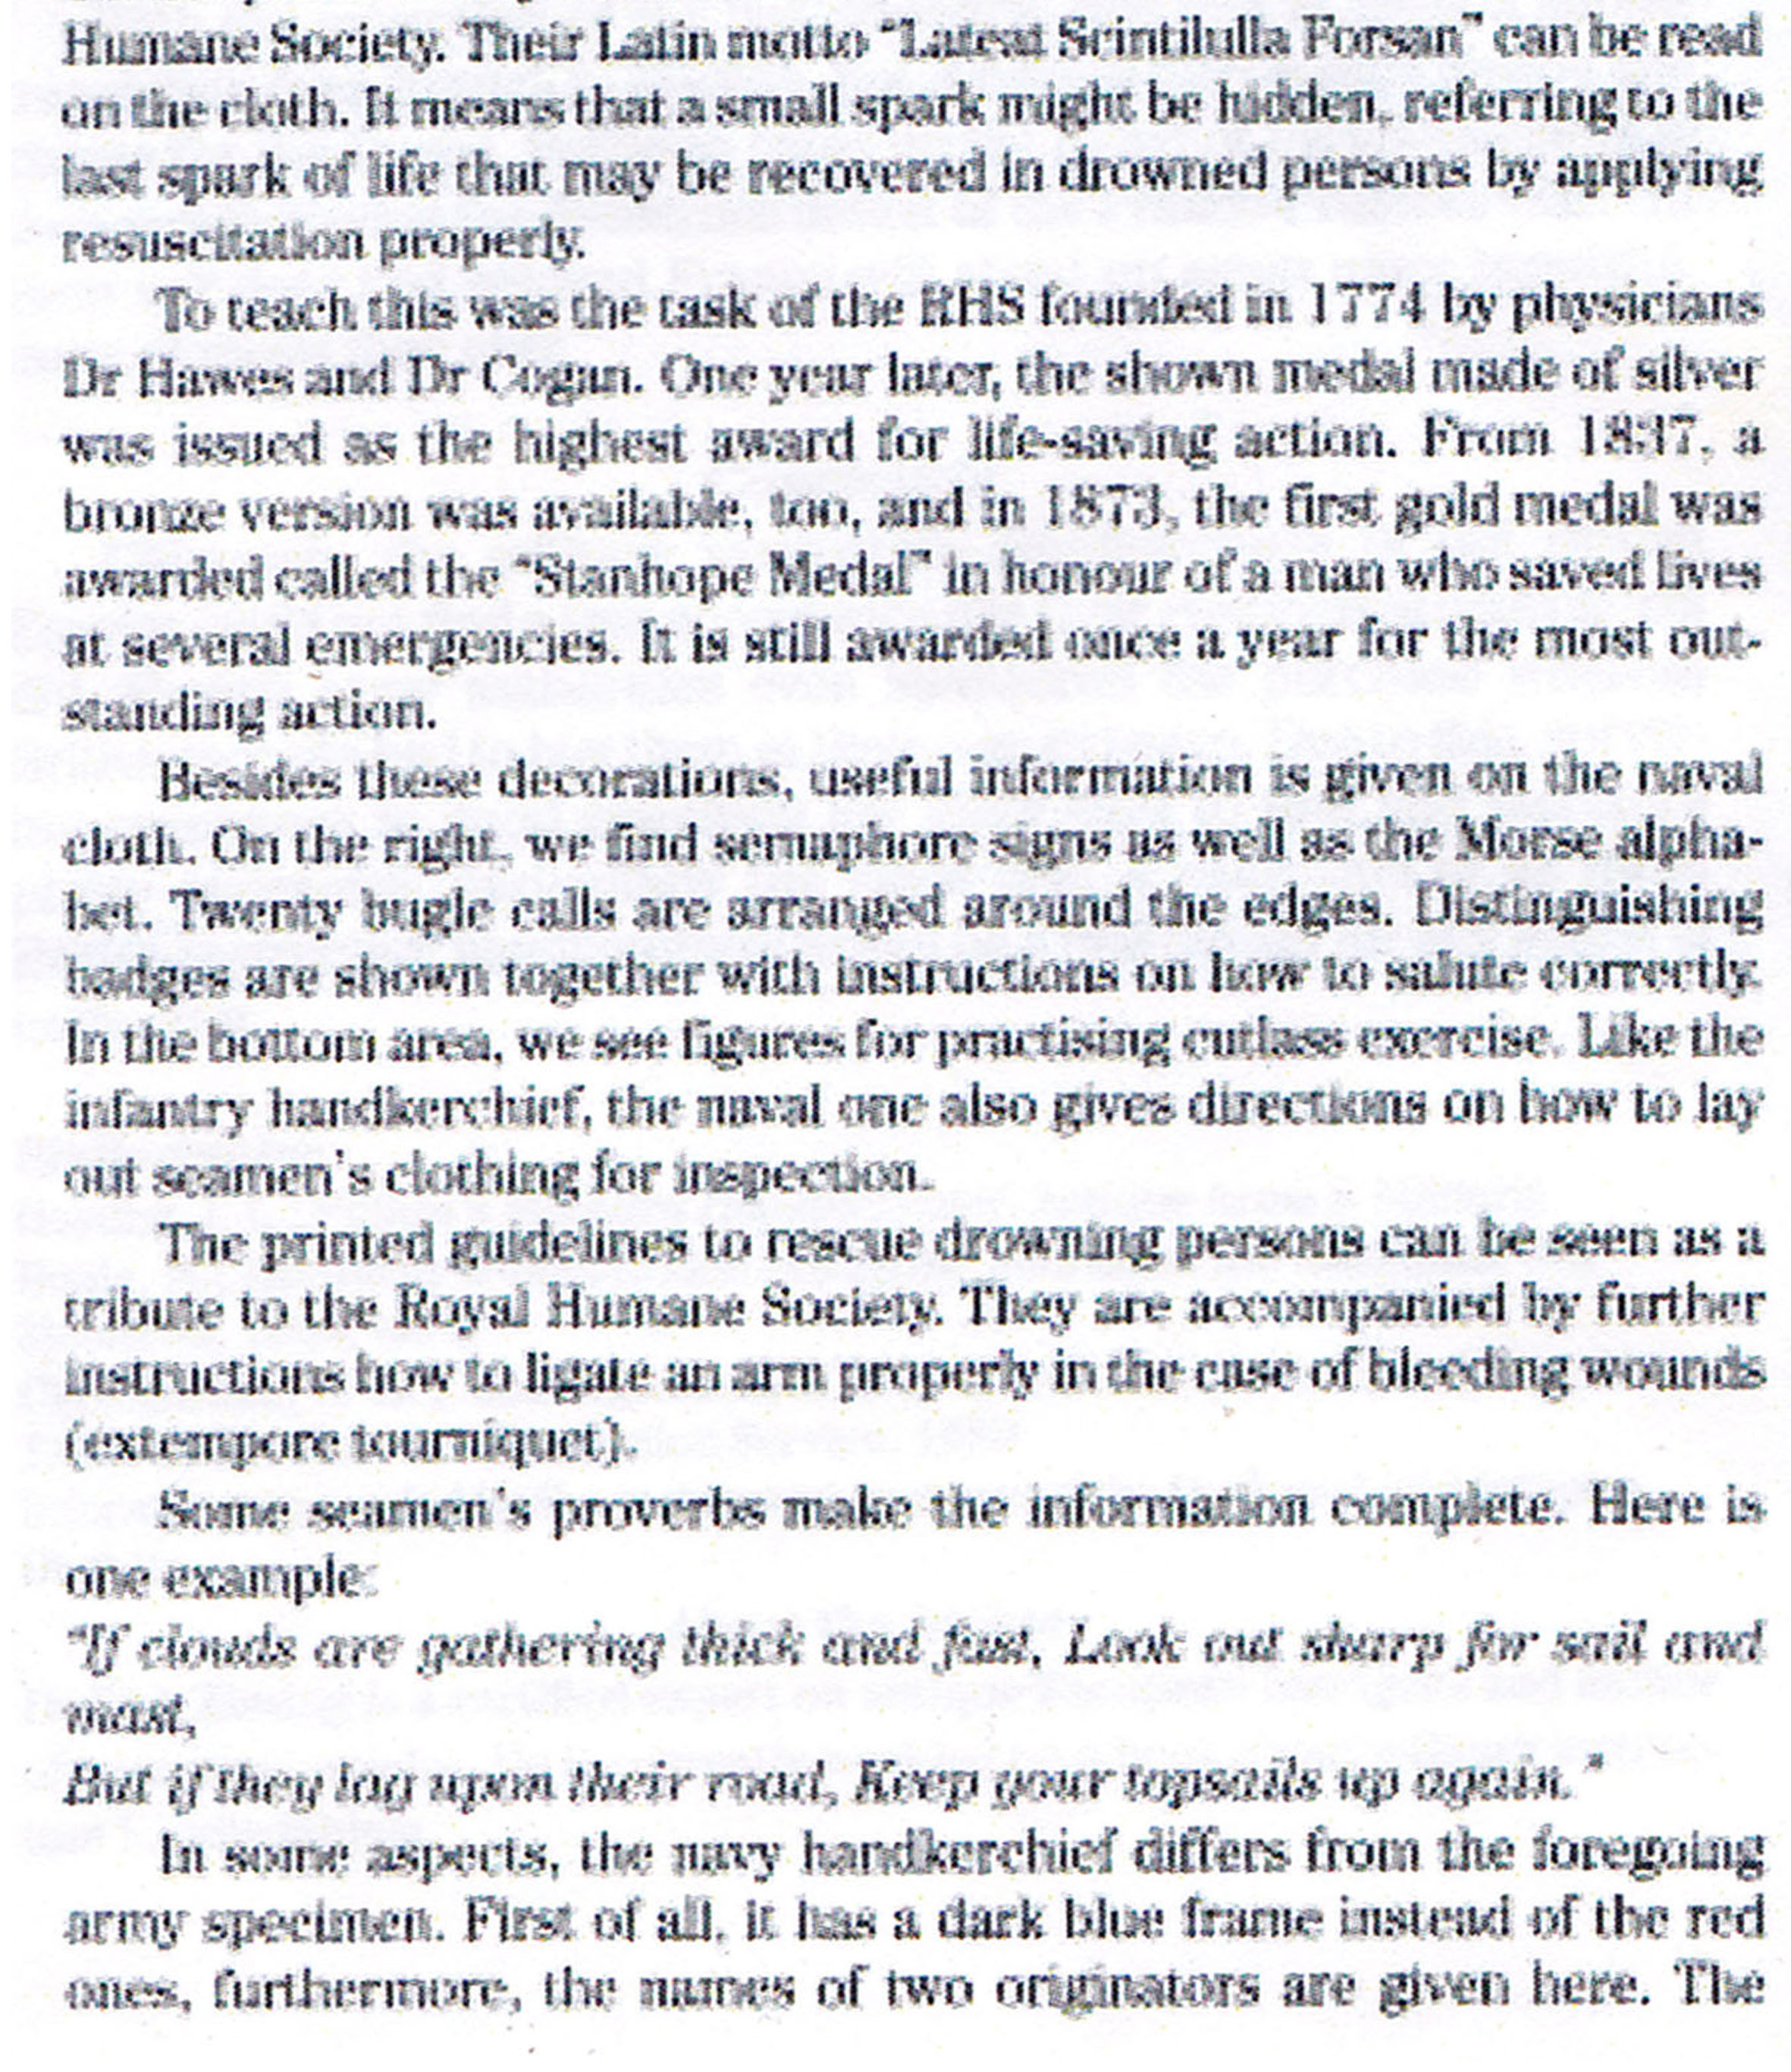 Humane Society. Their Latin motto "Lateat Scintilulla Forsan" can be read
on the cloth. It means that a small spark might be hidden, referring to the
last spark of life that may be recovered in drowned persons by applying
resuscitation properly.
To teach this was the task of the RHS founded in 1774 by physicians
Dr Hawes and Dr Cogan. One year later, the shown medal made of silver
was issued as the highest award for life-saving action. From 1837, a
bronze version was available, too, and in 1873, the first gold medal was
awarded called the "Stanhope Medal" in honour of a man who saved lives
at several emergencies. It is still awarded once a year for the most out-
standing action.
Besides these decorations, useful information is given on the naval
cloth. On the right, we find semaphore signs as well as the Morse alpha-
bet. Twenty bugle calls are arranged around the edges. Distinguishing
badges are shown together with instructions on how to salute correctly.
In the bottom area, we see figures for practising cutlass exercise. Like the
infantry handkerchief, the naval one also gives directions on how to lay
out seamen's clothing for inspection.
The printed guidelines to rescue drowning persons can be seen as a
tribute to the Royal Humane Society. They are accompanied by further
instructions how to ligate an arm properly in the case of bleeding wounds
(extempore tourniquet).
Some seamen's proverbs make the information complete. Here is
one example:
"If clouds are gathering thick and fast, Look out sharp for sail and
mast,
But if they lag upon their road, Keep your topsails up again."
In some aspects, the navy handkerchief differs from the foregoing
army specimen. First of all, it has a dark blue frame instead of the red
ones, furthermore, the names of two originators are given here. The